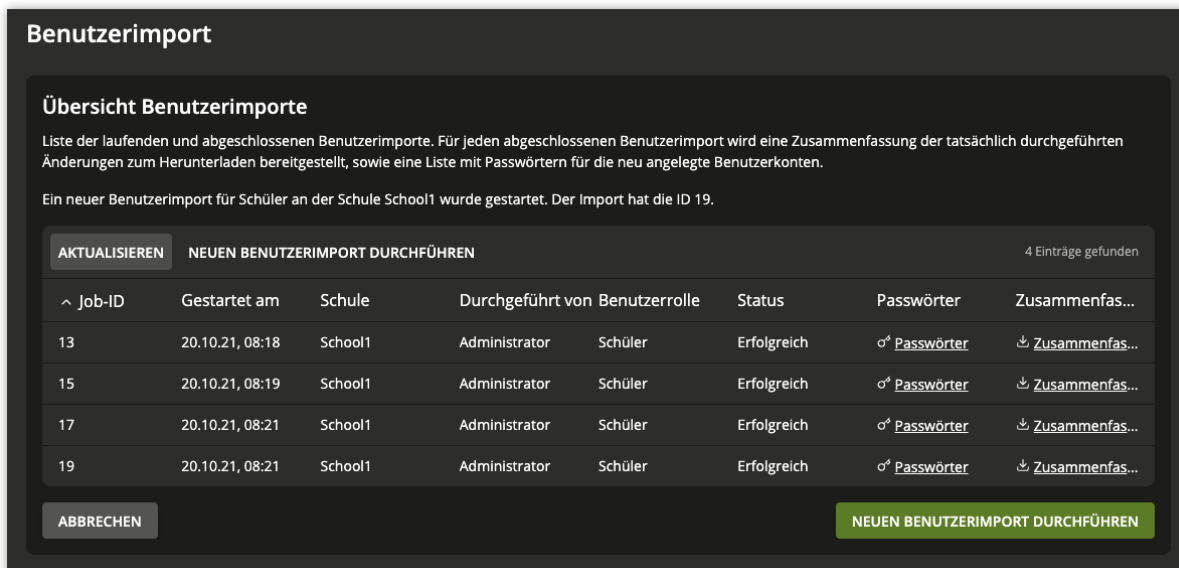 Benutzerimport
Übersicht Benutzerimporte
Liste der laufenden und abgeschlossenen Benutzerimporte. Für jeden abgeschlossenen Benutzerimport wird eine Zusammenfassung der tatsächlich durchgeführten
Änderungen zum Herunterladen bereitgestellt, sowie eine Liste mit Passwörtern für die neu angelegte Benutzerkonten.
Ein neuer Benutzerimport für Schüler an der Schule School1 wurde gestartet. Der Import hat die ID 19.
AKTUALISIEREN NEUEN BENUTZERIMPORT DURCHFÜHREN 4 Einträge gefunden
Job-ID Gestartet am Schule Durchgeführt von Benutzerrolle Status Passwörter Zusammenfas...
13 20.10.21, 08:18 School1 Administrator Schüler Erfolgreich Passwörter Zusammenfas...
15 20.10.21, 08:19 School1 Administrator Schüler Erfolgreich Passwörter Zusammenfas...
17 20.10.21, 08:21 School1 Administrator Schüler Erfolgreich Passwörter Zusammenfas...
19 20.10.21, 08:21 School1 Administrator Schüler Erfolgreich Passwörter Zusammenfas...
ABBRECHEN NEUEN BENUTZERIMPORT DURCHFÜHREN